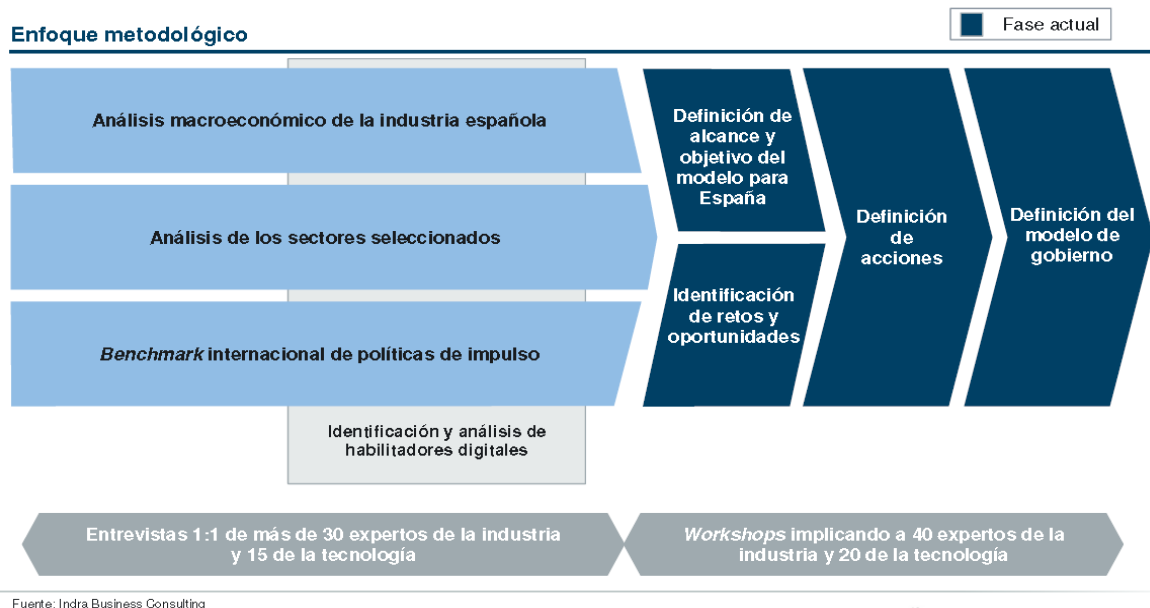 Enfoque metodológico
Fase actual
Análisis macroeconómico de la industria española
Análisis de los sectores seleccionados
Benchmark internacional de políticas de impulso
Identificación y análisis de
habilitadores digitales
Definición de
alcance y
objetivo del
modelo para
España
Identificación
de retos y
oportunidades
Definición
de
acciones
Definición del
modelo de
gobierno
Entrevistas 1:1 de más de 30 expertos de la industria
y 15 de la tecnología
Workshops implicando a 40 expertos de la
industria y 20 de la tecnología
Fuente: Indra Business Consulting